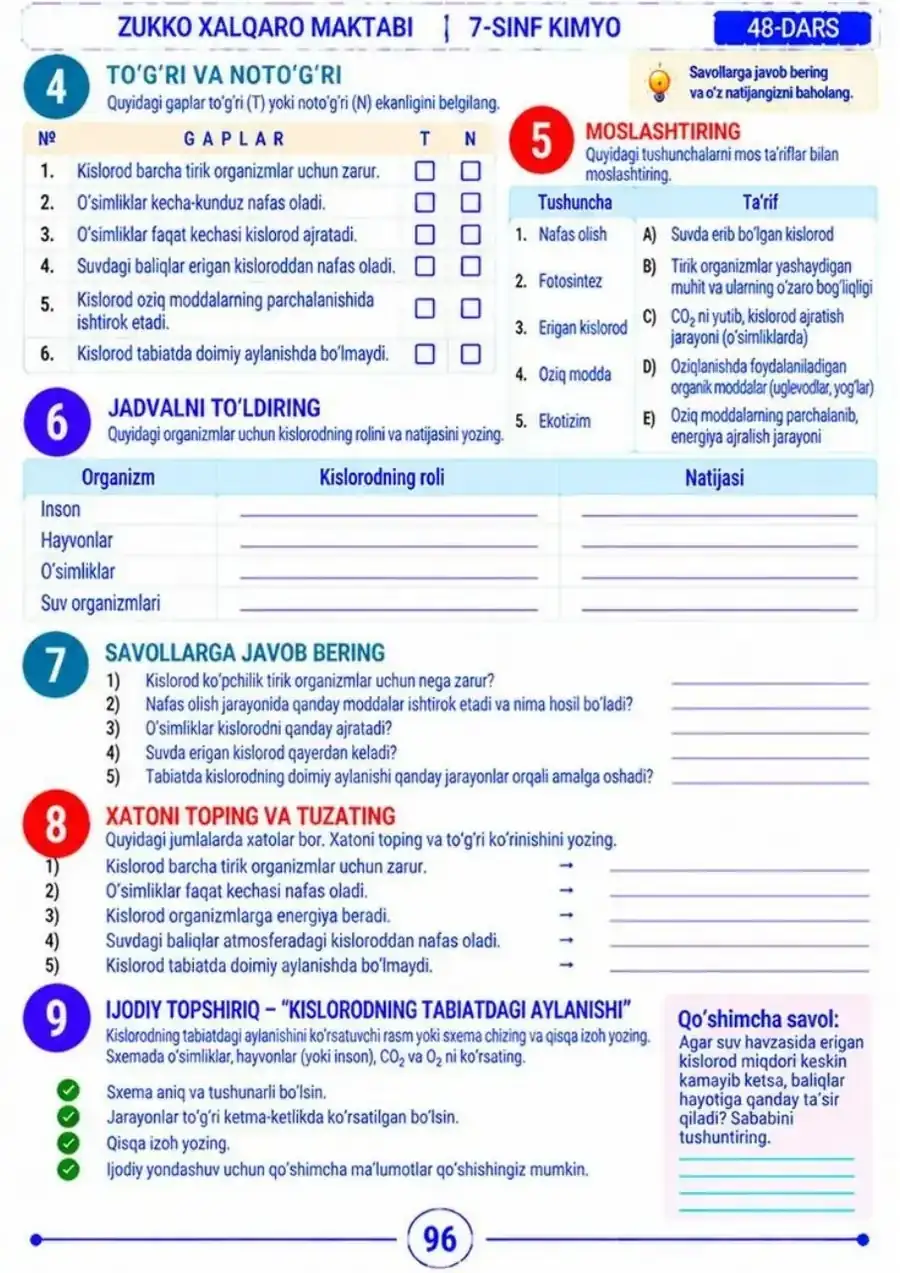 ZUKKO XALQARO MAKTABI | 7-SINF KIMYO
48-DARS
4
TO‘G‘RI VA NOTO‘G‘RI
Quyidagi gaplar to‘g‘ri (T) yoki noto‘g‘ri (N) ekanligini belgilang.
Savollarga javob bering
va o‘z natijangizni baholang.
№ GAPLAR T N
1. Kislorod barcha tirik organizmlar uchun zarur.
2. O‘simliklar kecha-kunduz nafas oladi.
3. O‘simliklar faqat kechasi kislorod ajratadi.
4. Suvdagi baliqlar erigan kisloroddan nafas oladi.
5. Kislorod oziq moddalarning parchalanishida
ishtirok etadi.
6. Kislorod tabiatda doimiy aylanishda bo‘lmaydi.
5
MOSLASHTIRING
Quyidagi tushunchalarni mos ta‘riflar bilan
moslashtiring.
Tushuncha Ta‘rif
1. Nafas olish
2. Fotosintez
3. Erigan kislorod
4. Oziq modda
5. Ekotizim
A) Suvda erib bo‘lgan kislorod
B) Tirik organizmlar yashaydigan
muhit va ularning o‘zaro bog‘liqligi
C) CO₂ ni yutib, kislorod ajratish
jarayoni (o‘simliklarda)
D) Oziqlanishda foydalaniladigan
organik moddalar (uglevodlar, yog‘lar)
E) Oziq moddalarning parchalanib,
energiya ajralish jarayoni
6
JADVALNI TO‘LDIRING
Quyidagi organizmlar uchun kislorodning rolini va natijasini yozing.
Organizm Kislorodning roli Natijasi
Inson
Hayvonlar
O‘simliklar
Suv organizmlari
7
SAVOLLARGA JAVOB BERING
1) Kislorod ko‘pchilik tirik organizmlar uchun nega zarur?
2) Nafas olish jarayonida qanday moddalar ishtirok etadi va nima hosil bo‘ladi?
3) O‘simliklar kislorodni qanday ajratadi?
4) Suvda erigan kislorod qayerdan keladi?
5) Tabiatda kislorodning doimiy aylanishi qanday jarayonlar orqali amalga oshadi?
8
XATONI TOPING VA TUZATING
Quyidagi jumlalarda xatolar bor. Xatoni toping va to‘g‘ri ko‘rinishini yozing.
1) Kislorod barcha tirik organizmlar uchun zarur. →
2) O‘simliklar faqat kechasi nafas oladi. →
3) Kislorod organizmlarga energiya beradi. →
4) Suvdagi baliqlar atmosferadagi kisloroddan nafas oladi. →
5) Kislorod tabiatda doimiy aylanishda bo‘lmaydi. →
9
IJODIY TOPSHIRIQ – “KISLORODNING TABIATDAGI AYLANISHI”
Kislorodning tabiatdagi aylanishini ko‘rsatuvchi rasm yoki sxema chizing va qisqa izoh yozing.
Sxemada o‘simliklar, hayvonlar (yoki inson), CO₂ va O₂ ni ko‘rsating.
Sxema aniq va tushunarli bo‘lsin.
Jarayonlar to‘g‘ri ketma-ketlikda ko‘rsatilgan bo‘lsin.
Qisqa izoh yozing.
Ijodiy yondashuv uchun qo‘shimcha ma‘lumotlar qo‘shishingiz mumkin.
Qo‘shimcha savol:
Agar suv havzasida erigan
kislorod miqdori keskin
kamayib ketsa, baliqlar
hayotiga qanday ta‘sir
qiladi? Sababini
tushuntiring.
96